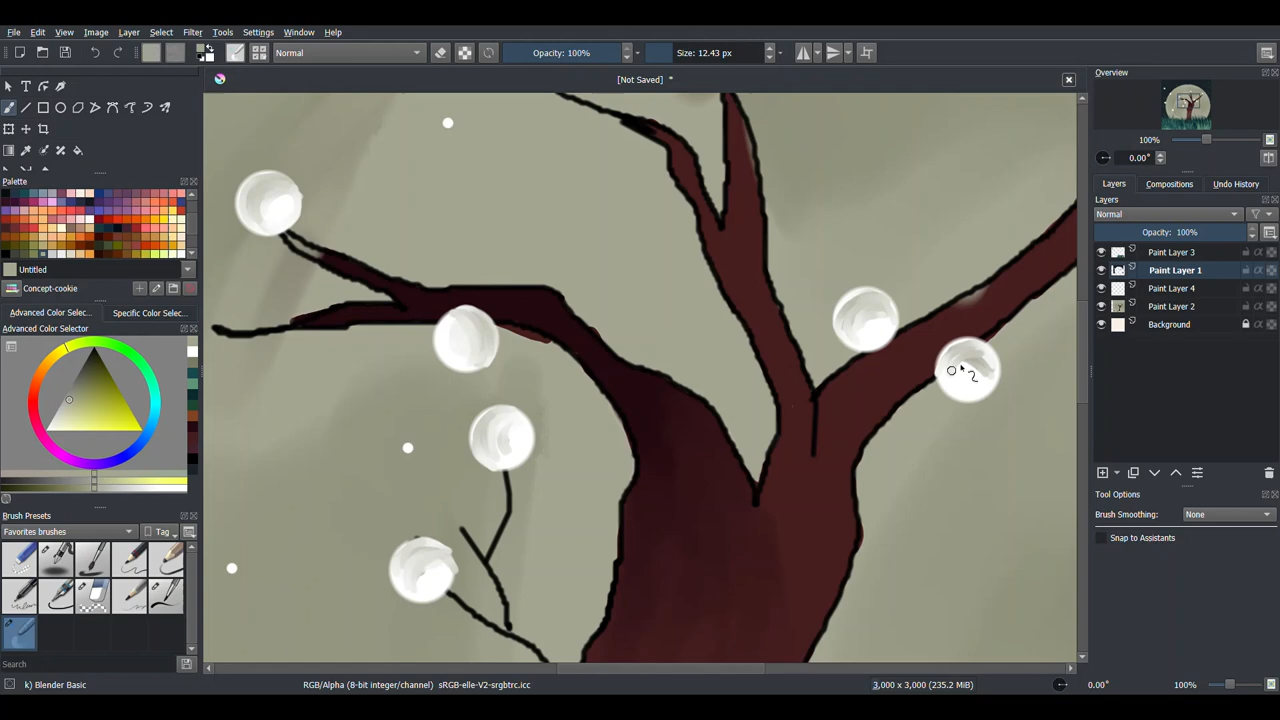 File Edit View Image Layer Select Filter Tools Settings Window Help
Normal Opacity: 100% Size: 12.43 px
[Not Saved] *
Overview
100% 0.00°
Layers Compositions Undo History
Layers
Normal
Opacity: 100%
Paint Layer 3
Paint Layer 1
Paint Layer 4
Paint Layer 2
Background
Tool Options
Brush Smoothing: None
Snap to Assistants
Palette
Untitled
Concept-cookie
Advanced Color Selec... Specific Color Selec...
Advanced Color Selector
Brush Presets
Favorites brushes Tag
Search
k) Blender Basic RGB/Alpha (8-bit integer/channel) sRGB-elle-V2-srgbtrc.icc 3,000 x 3,000 (235.2 MiB) 0.00° 100%